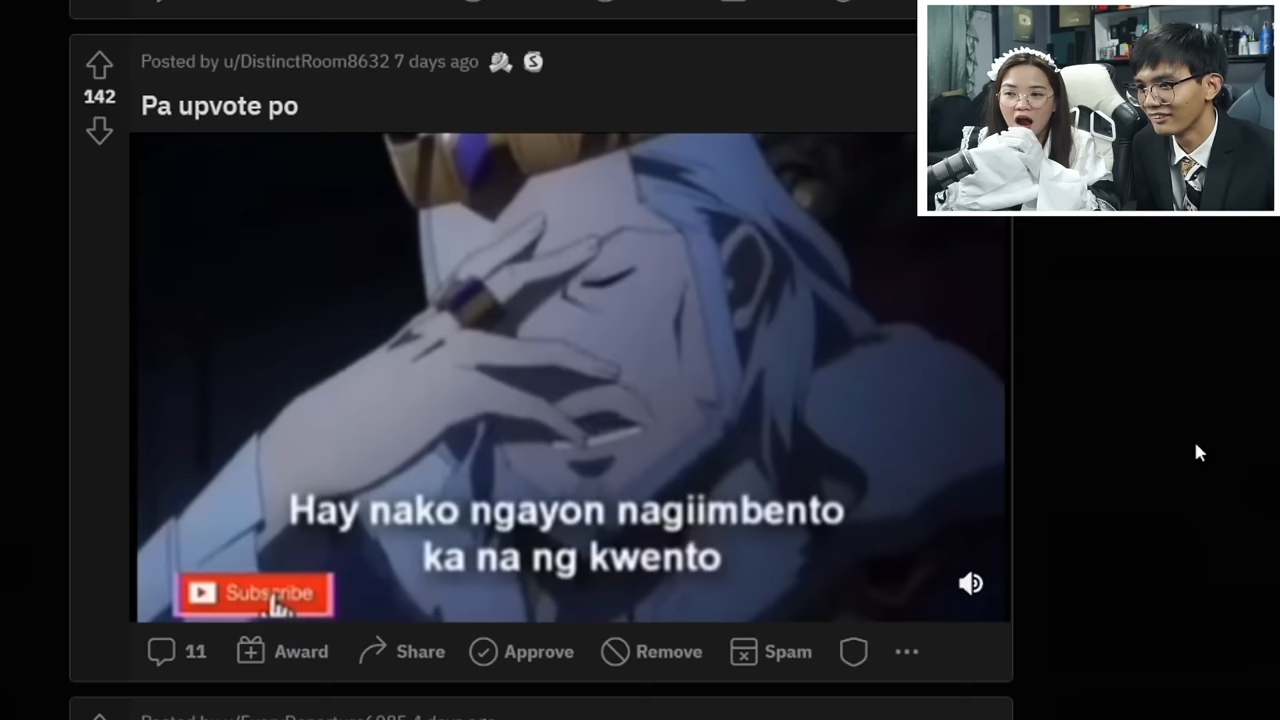 Posted by u/DistinctRoom8632 7 days ago
142
Pa upvote po
Hay nako ngayon nagiimbento
ka na ng kwento
Subscribe
11 Award Share Approve Remove Spam